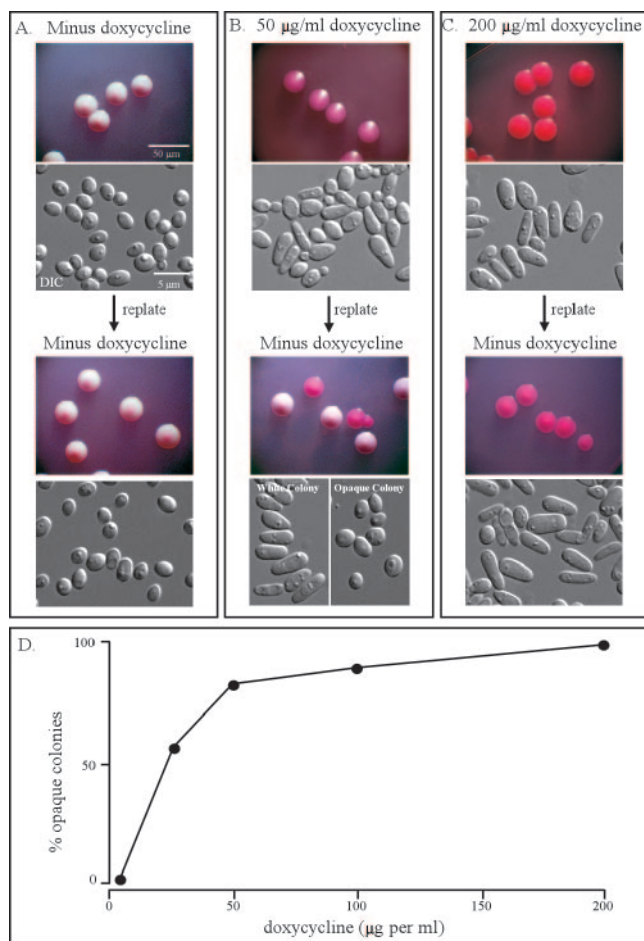 A. Minus doxycycline
50 µm
DIC
5 µm
replate
Minus doxycycline
B. 50 µg/ml doxycycline
replate
Minus doxycycline
White Colony
Opaque Colony
C. 200 µg/ml doxycycline
replate
Minus doxycycline
D.
100
50
0
% opaque colonies
0 50 100 150 200
doxycycline (µg per ml)